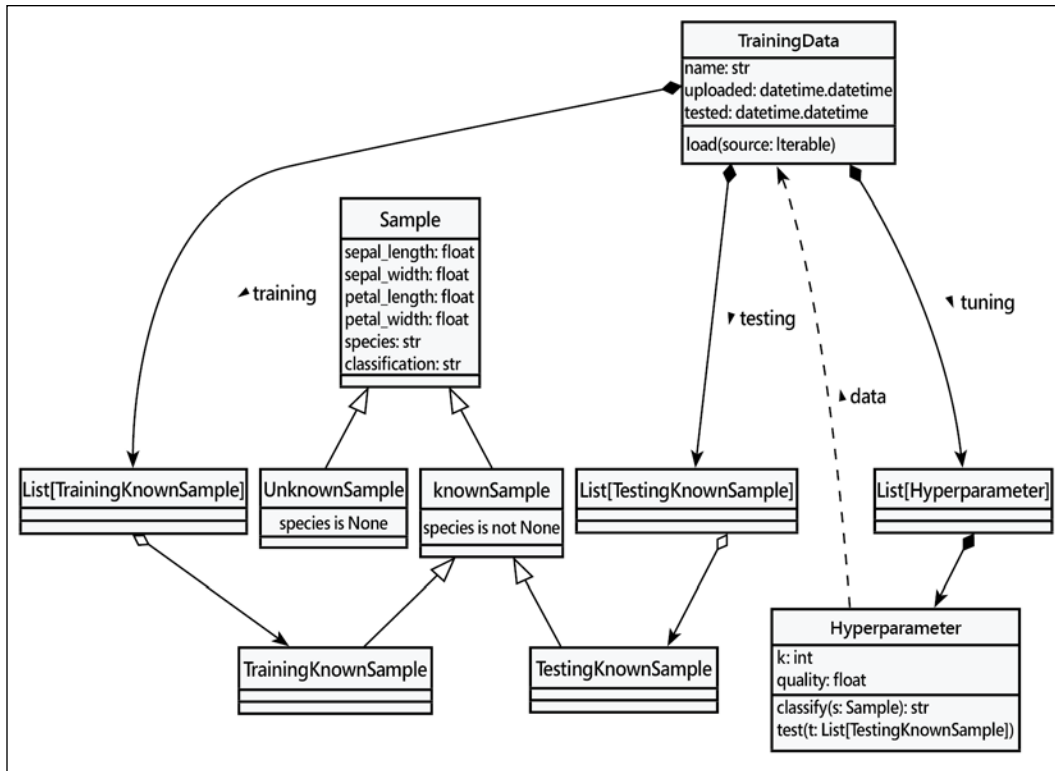 TrainingData
name: str
uploaded: datetime.datetime
tested: datetime.datetime
load(source: Iterable)
Sample
sepal_length: float
sepal_width: float
petal_length: float
petal_width: float
species: str
classification: str
training
testing
tuning
data
List[TrainingKnownSample]
UnknownSample
species is None
knownSample
species is not None
List[TestingKnownSample]
List[Hyperparameter]
TrainingKnownSample
TestingKnownSample
Hyperparameter
k: int
quality: float
classify(s: Sample): str
test(t: List[TestingKnownSample])